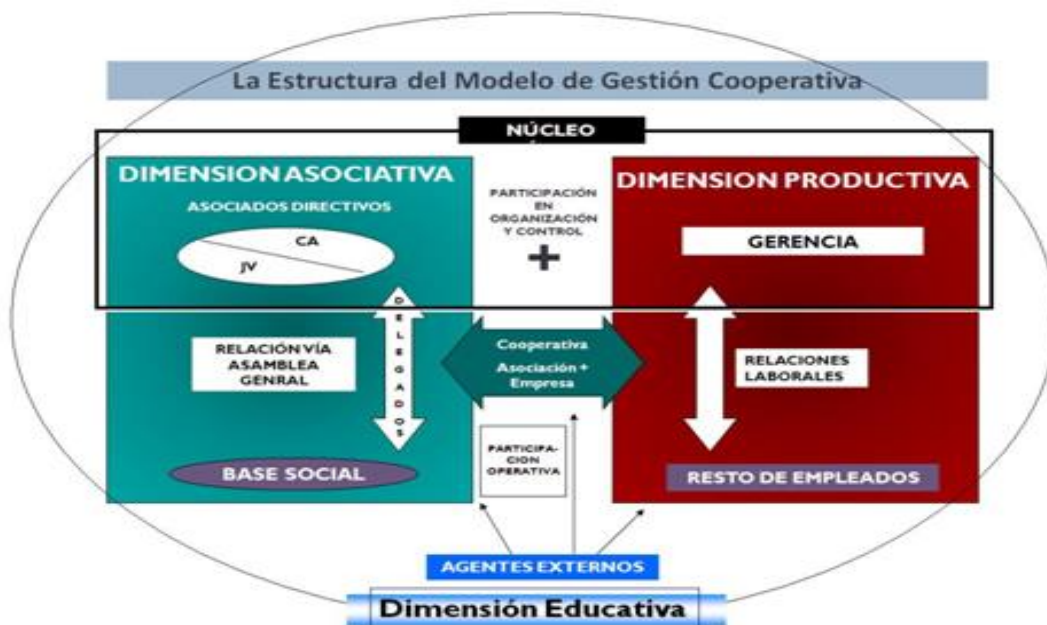 La Estructura del Modelo de Gestión Cooperativa
NÚCLEO
DIMENSION ASOCIATIVA
ASOCIADOS DIRECTIVOS
CA
JV
PARTICIPACIÓN
EN
ORGANIZACIÓN
Y CONTROL
+
DIMENSION PRODUCTIVA
GERENCIA
RELACIÓN VÍA
ASAMBLEA
GENRAL
DELEGADOS
Cooperativa
Asociación +
Empresa
RELACIONES
LABORALES
PARTICIPA-
CION
OPERATIVA
BASE SOCIAL
RESTO DE EMPLEADOS
AGENTES EXTERNOS
Dimensión Educativa